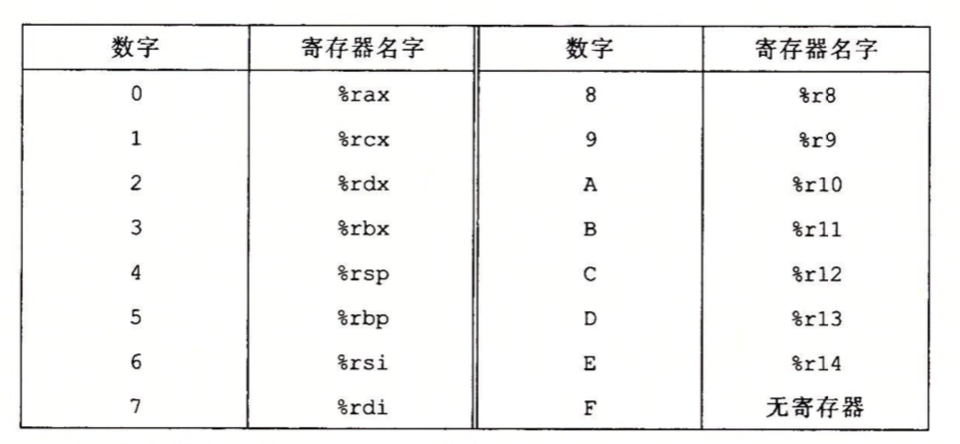 数字 寄存器名字 数字 寄存器名字
0 %rax 8 %r8
1 %rcx 9 %r9
2 %rdx A %r10
3 %rbx B %r11
4 %rsp C %r12
5 %rbp D %r13
6 %rsi E %r14
7 %rdi F 无寄存器